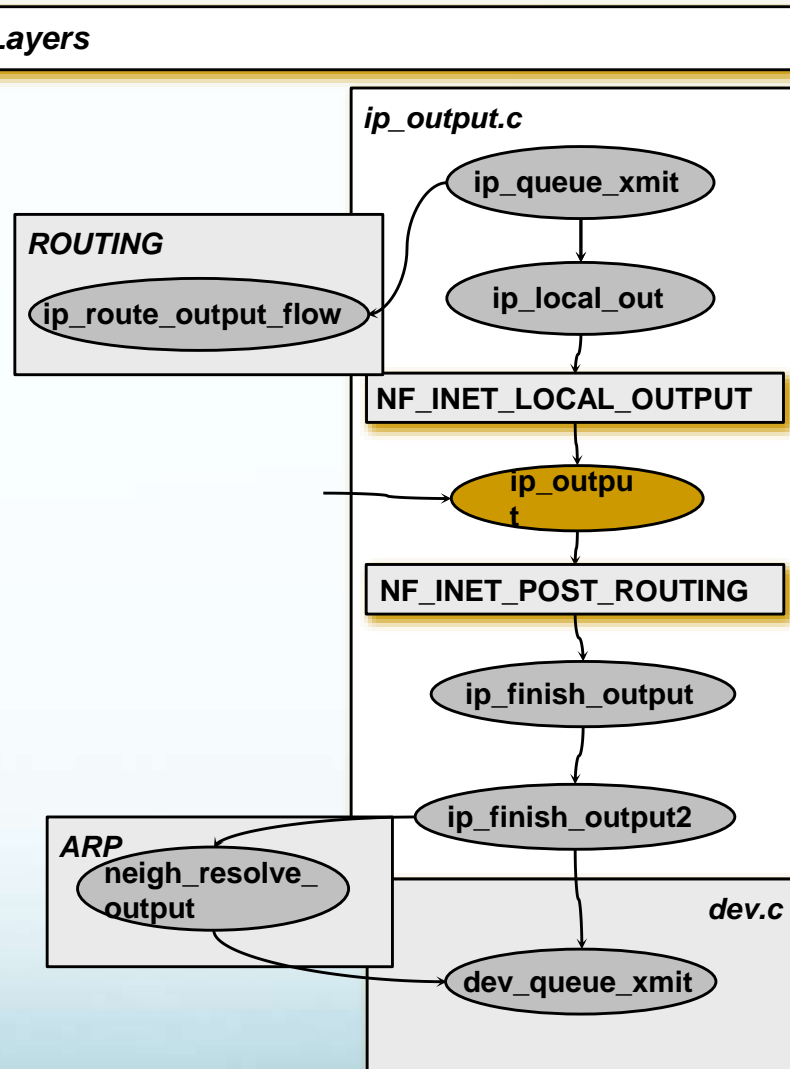 Layers
ip_output.c
ip_queue_xmit
ROUTING
ip_route_output_flow
ip_local_out
NF_INET_LOCAL_OUTPUT
ip_outpu
t
NF_INET_POST_ROUTING
ip_finish_output
ip_finish_output2
ARP
neigh_resolve_
output
dev.c
dev_queue_xmit